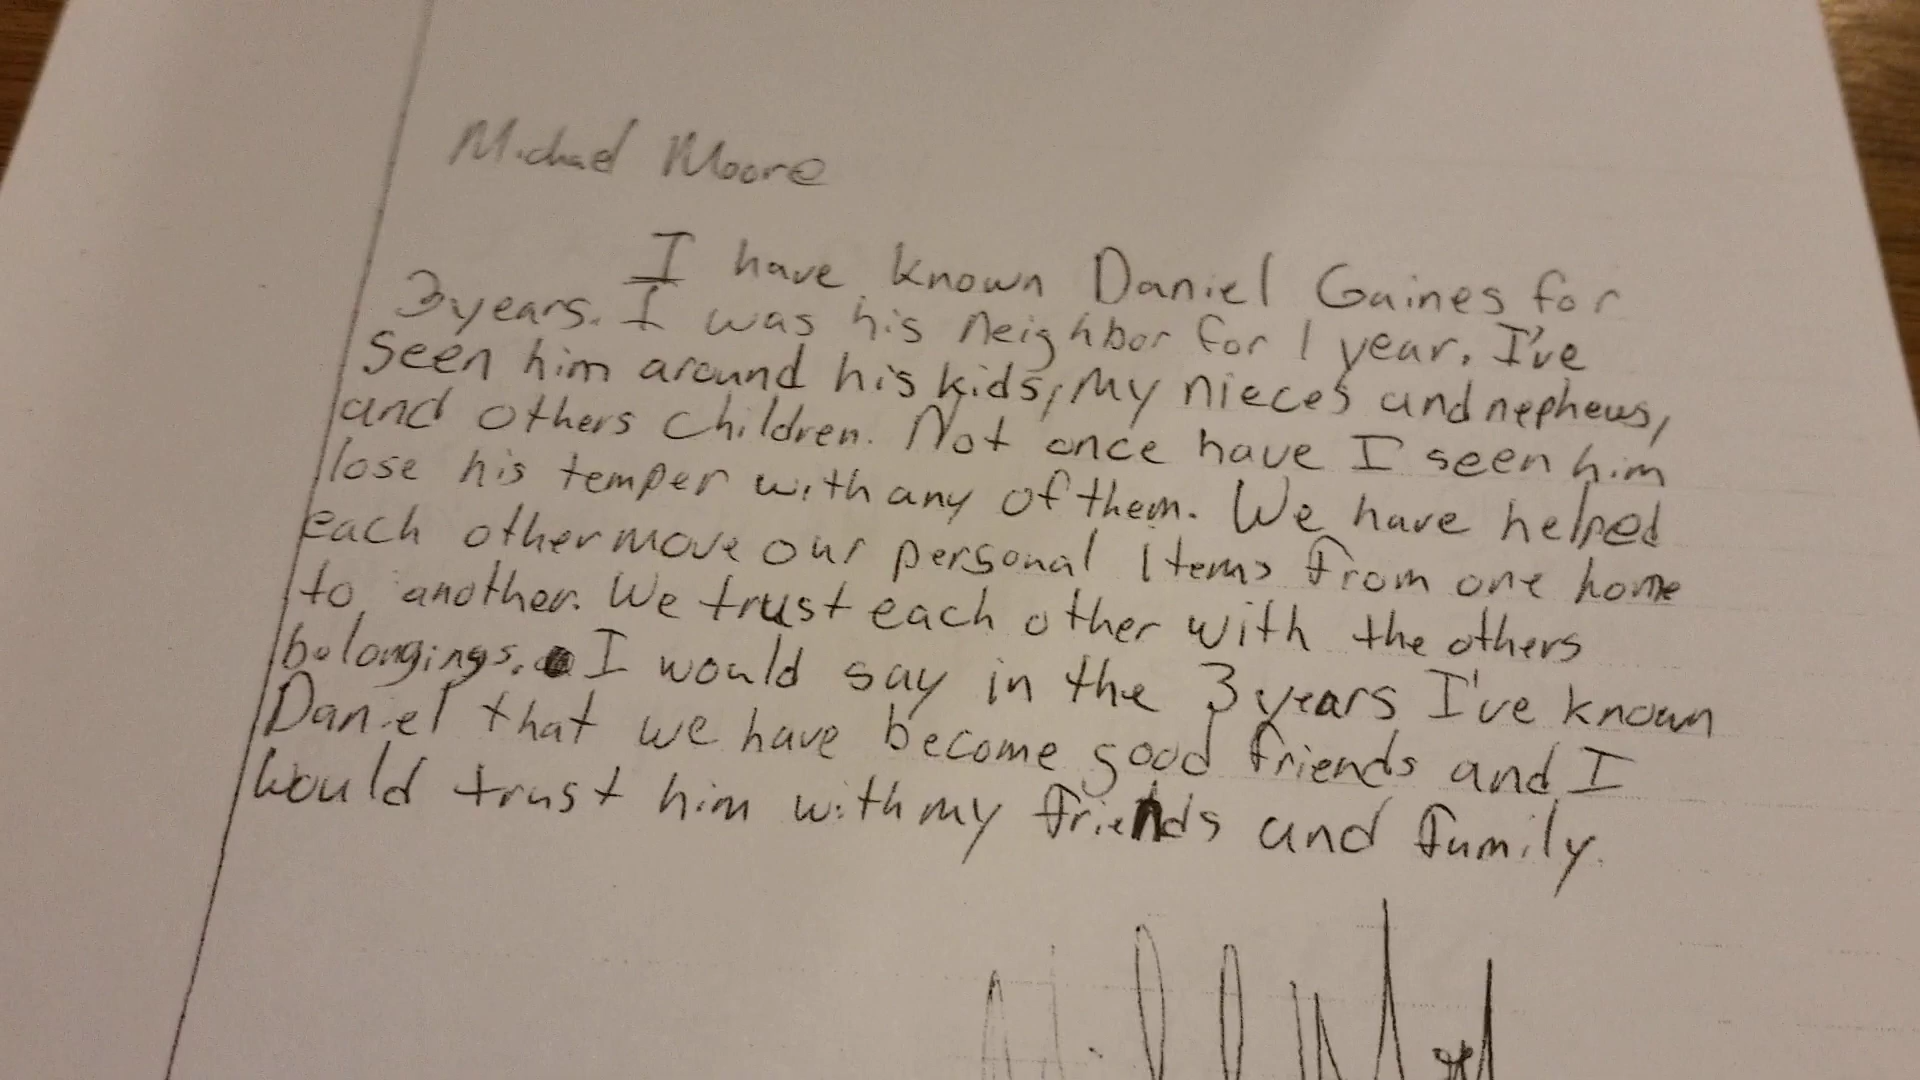 Michael Moore
I have known Daniel Gaines for
3 years. I was his neighbor for 1 year. I've
seen him around his kids, my nieces and nephews,
and others children. Not once have I seen him
lose his temper with any of them. We have helped
each other move our personal items from one home
to another. We trust each other with the others
belongings. I would say in the 3 years I've known
Daniel that we have become good friends and I
would trust him with my friends and family.